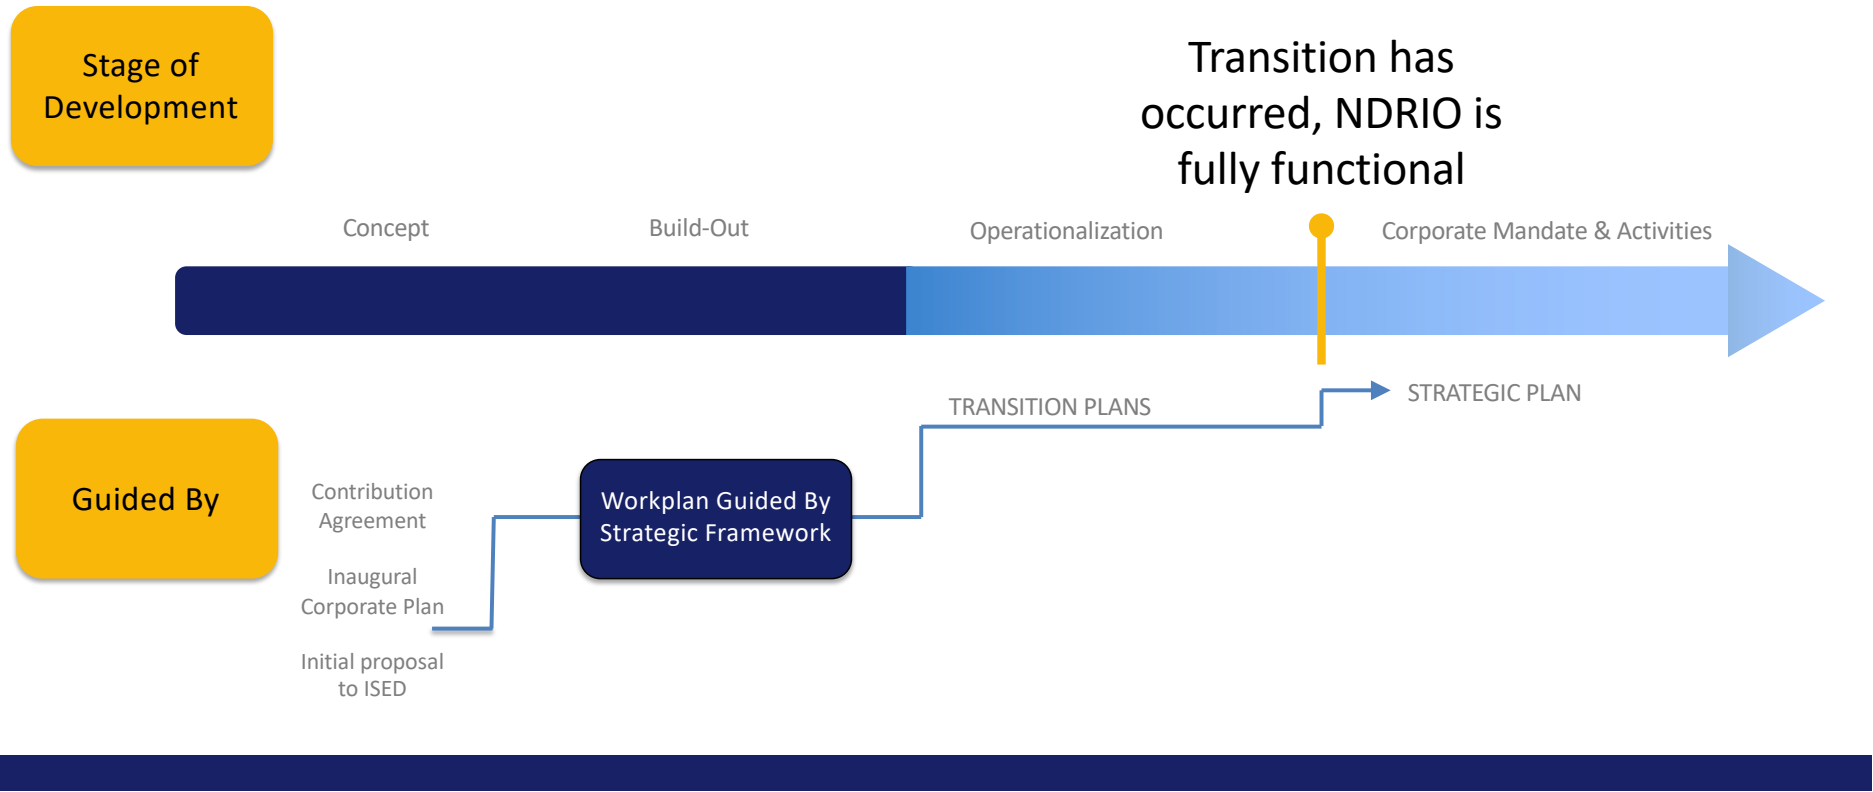 Stage of
Development
Transition has
occurred, NDRIO is
fully functional
Concept
Build-Out
Operationalization
Corporate Mandate & Activities
TRANSITION PLANS
STRATEGIC PLAN
Guided By
Contribution
Agreement
Inaugural
Corporate Plan
Initial proposal
to ISED
Workplan Guided By
Strategic Framework